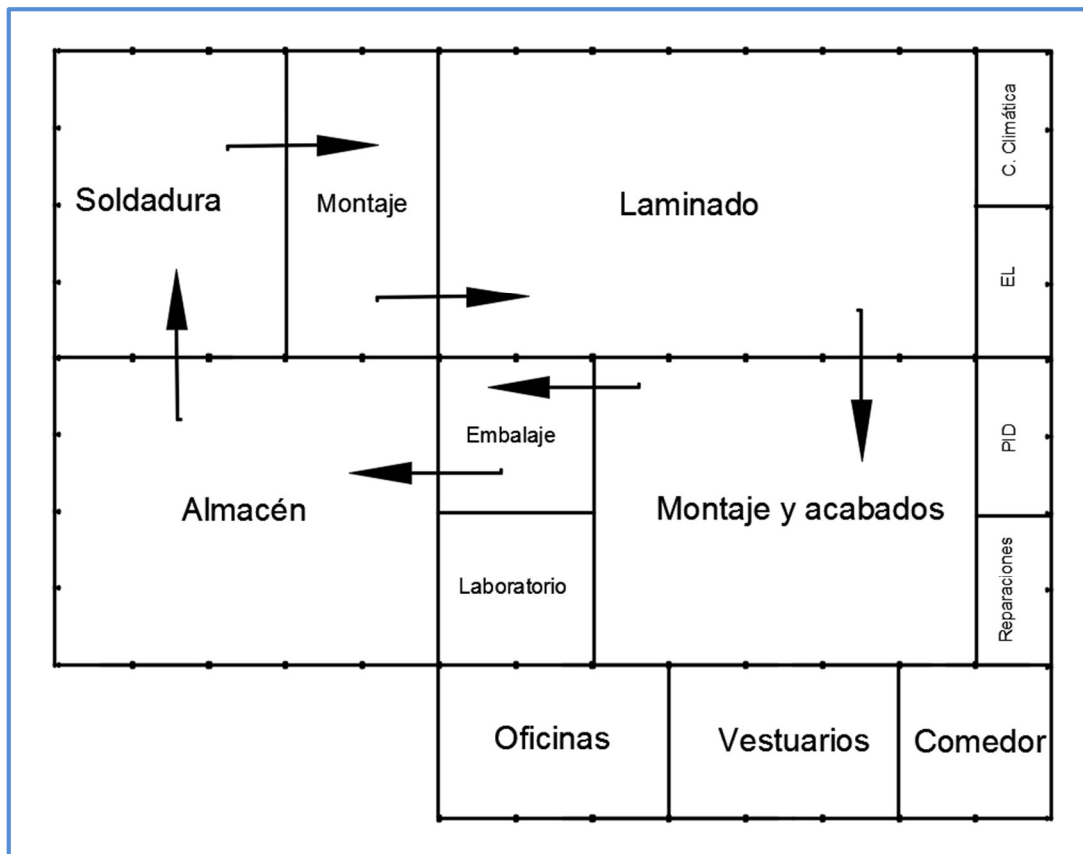 Soldadura
Montaje
Laminado
C. Climática
EL
Almacén
Embalaje
Laboratorio
Montaje y acabados
PID
Reparaciones
Oficinas
Vestuarios
Comedor